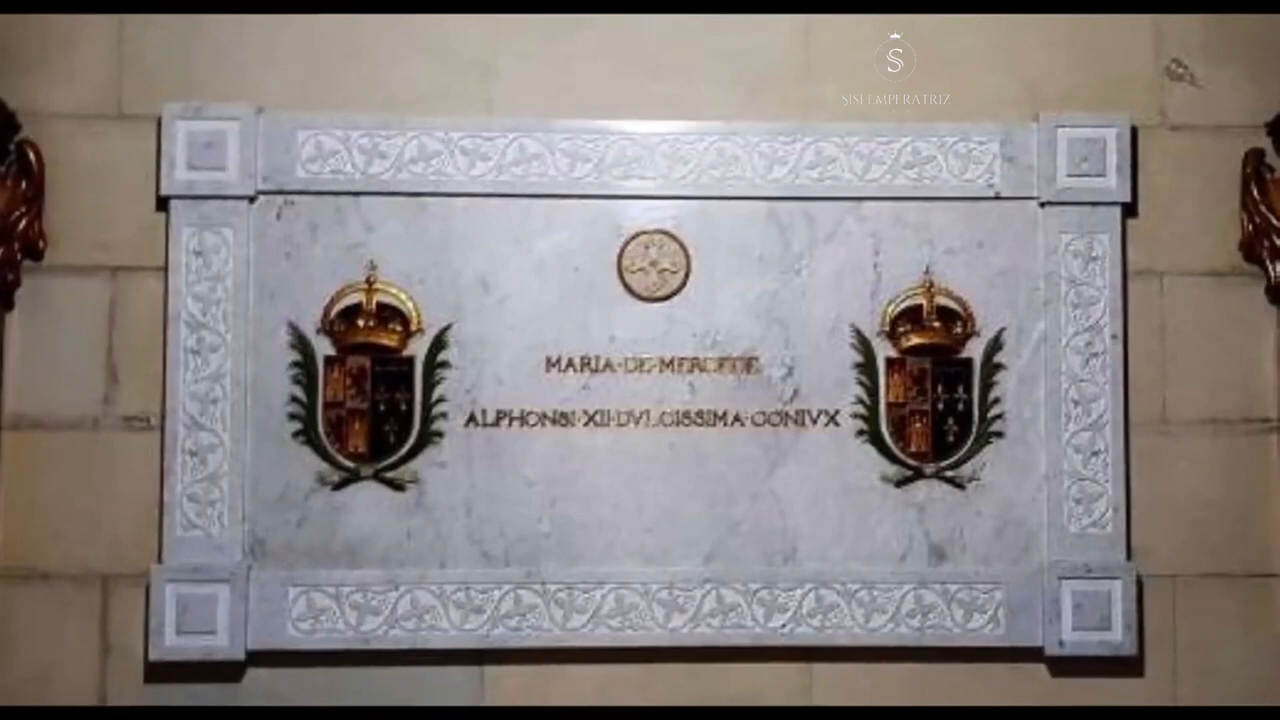 S
SISI EMPERATRIZ
MARIA·DE·MERCEDE
ALPHONSI·XII·DVLCISSIMA·CONIVX